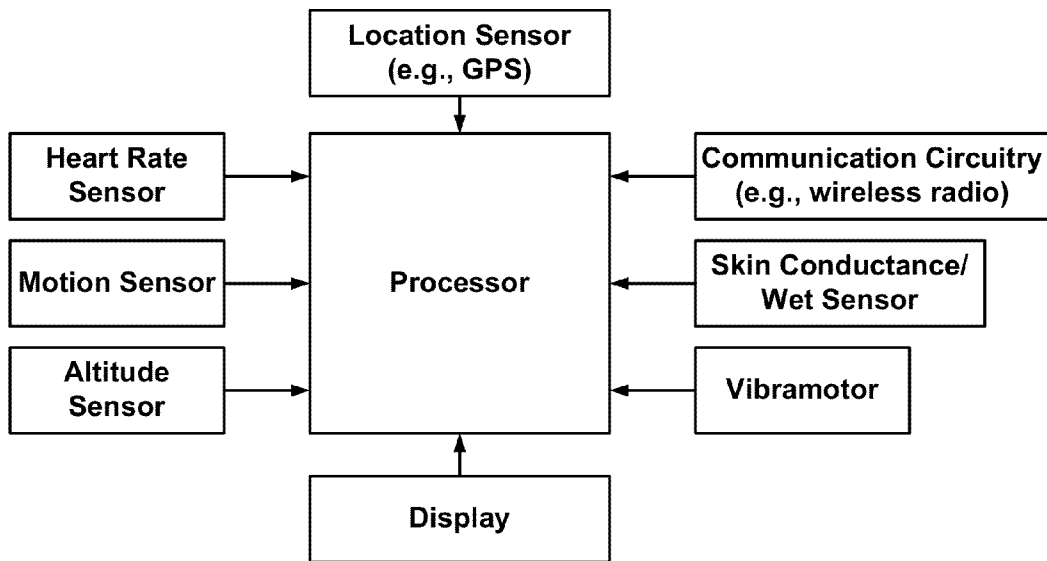 Location Sensor
(e.g., GPS)
Heart Rate
Sensor
Communication Circuitry
(e.g., wireless radio)
Motion Sensor
Processor
Skin Conductance/
Wet Sensor
Altitude
Sensor
Vibramotor
Display